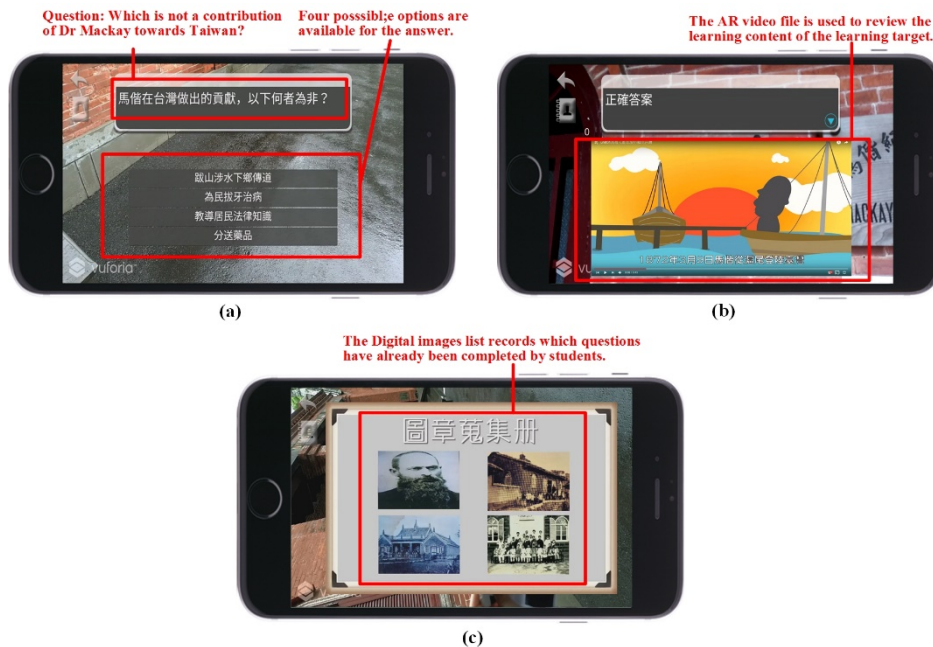 Question: Which is not a contribution
of Dr Mackay towards Taiwan?
Four posssibl;e options are
available for the answer.
馬偕在台灣做出的貢獻，以下何者為非？
跋山涉水下鄉傳道
為民拔牙治病
教導居民法律知識
分送藥品
vuforia™
(a)
The AR video file is used to review the
learning content of the learning target.
正確答案
0
MACKAY
vufo
(b)
The Digital images list records which questions
have already been completed by students.
圖章蒐集冊
(c)